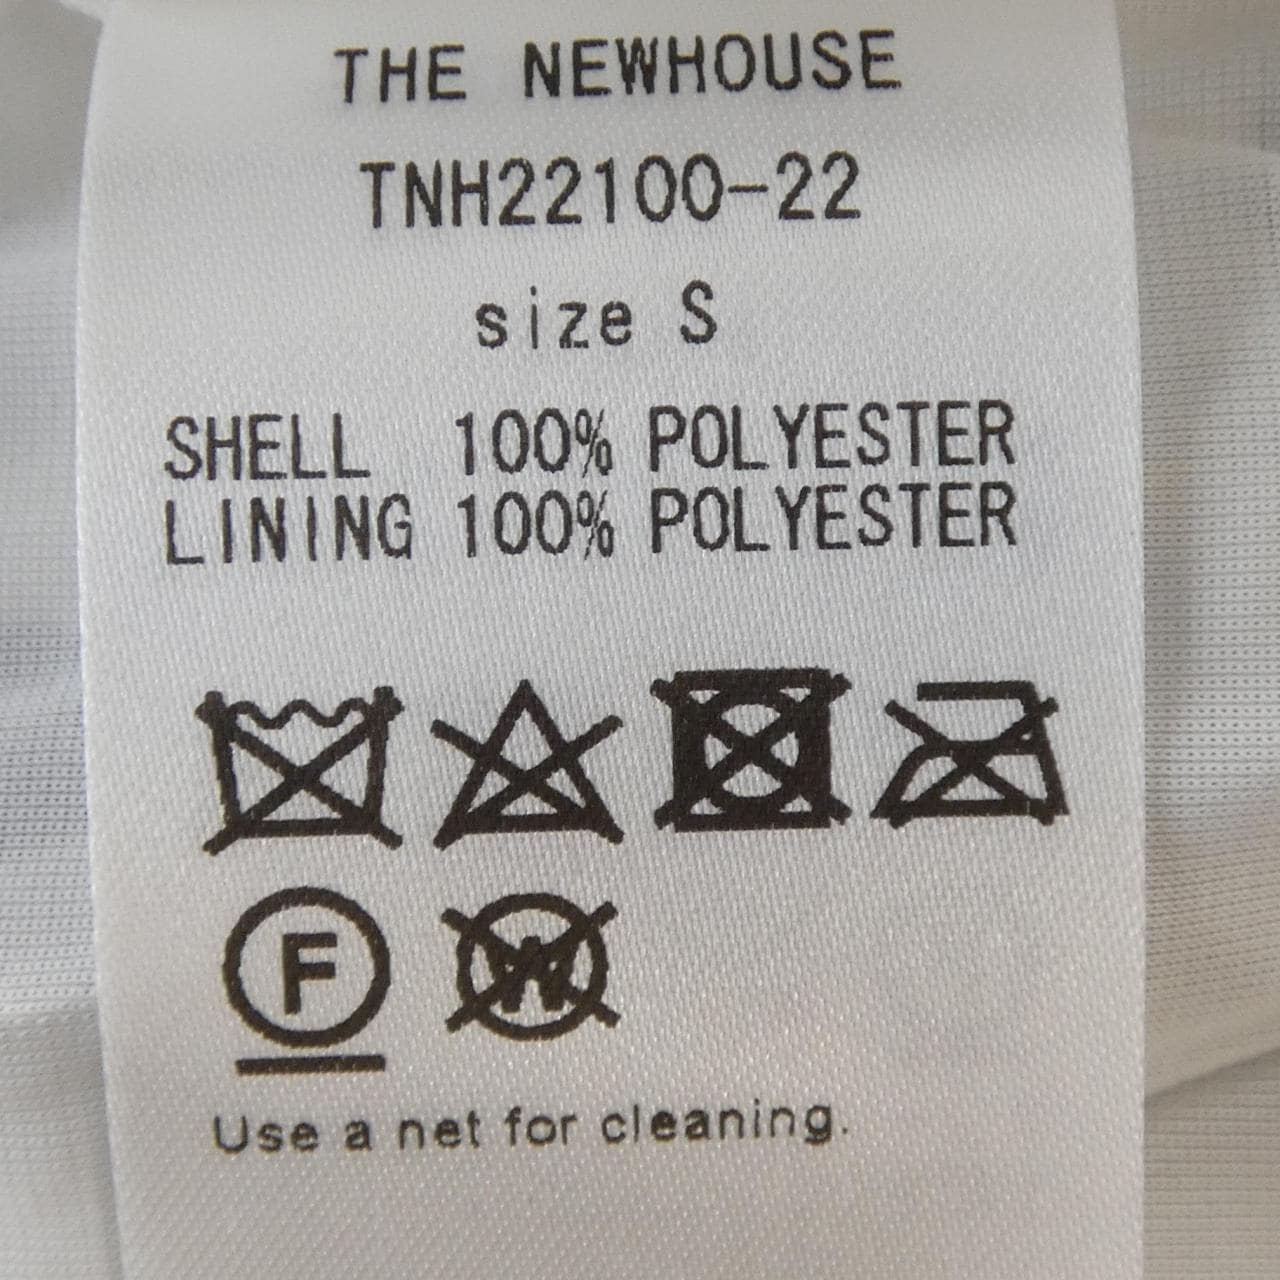 THE NEWHOUSE
TNH22100-22
size S
SHELL 100% POLYESTER
LINING 100% POLYESTER
F
W
Use a net for cleaning.